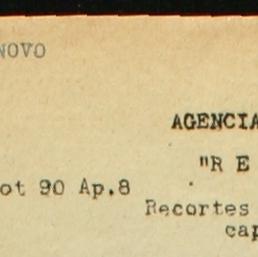 NOVO
AGENCIA
"R E
ot 90 Ap.8
Recortes
cap